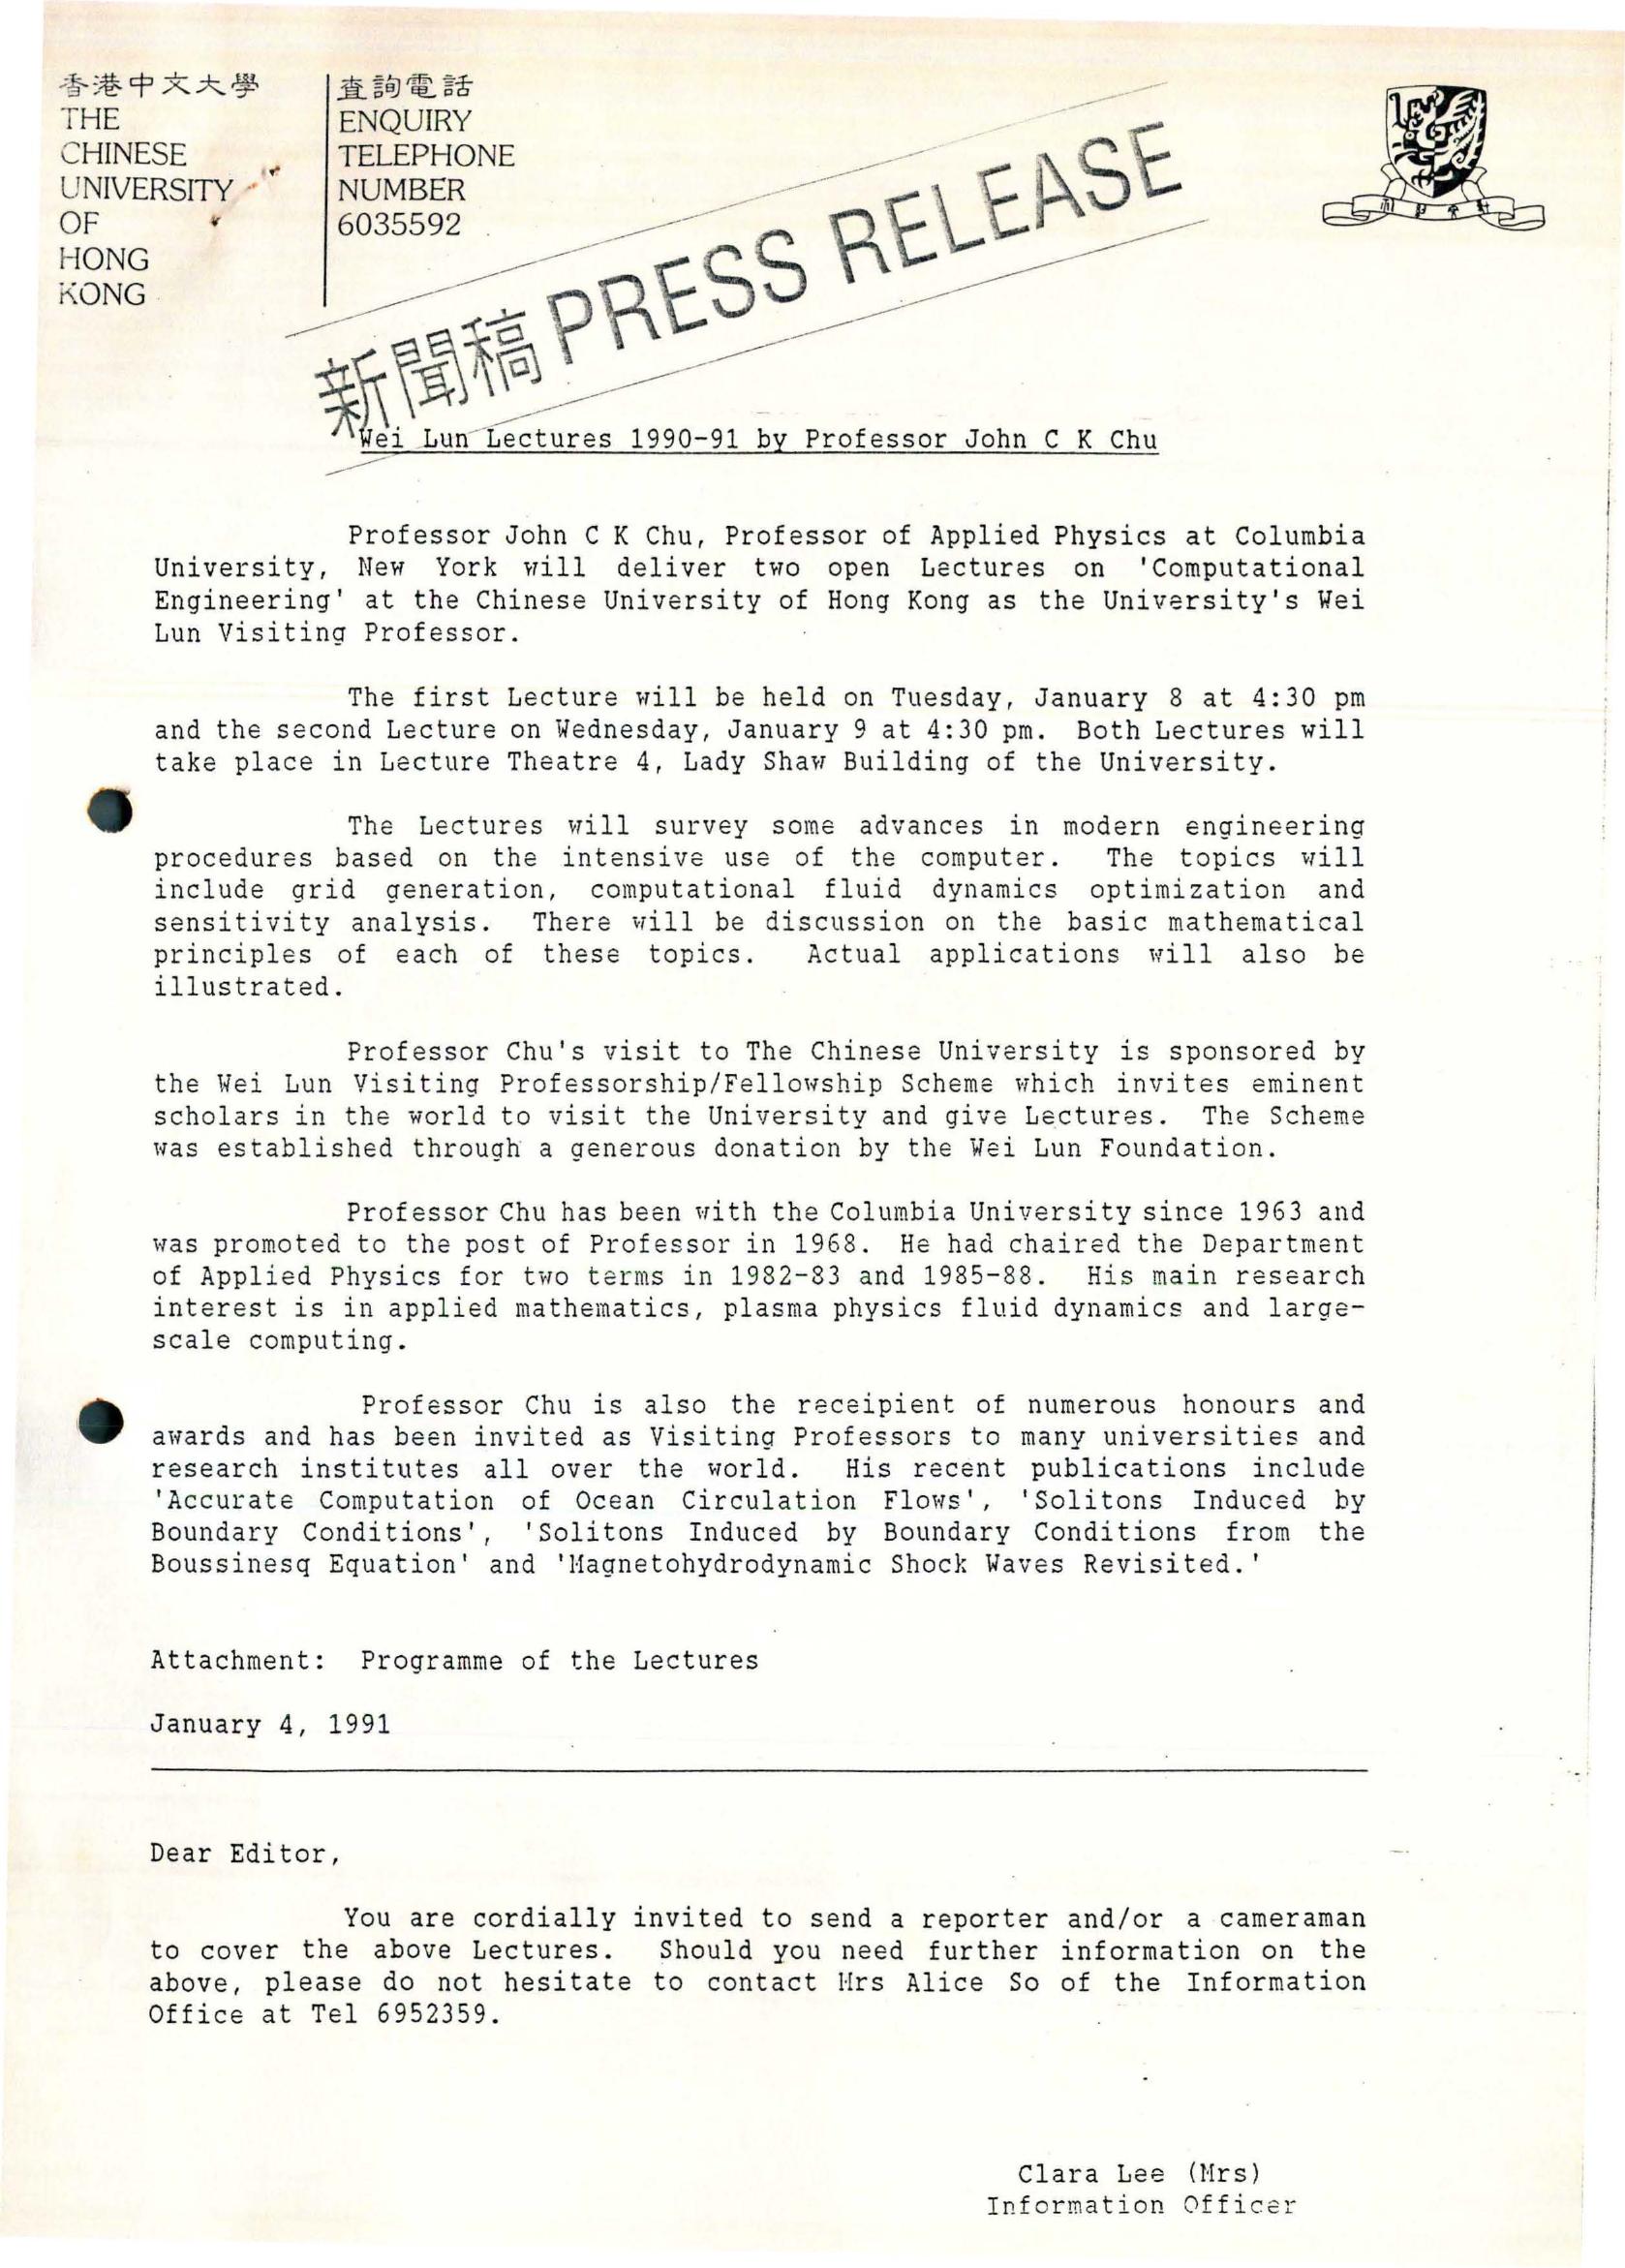 香港中文大學
THE
CHINESE
UNIVERSITY
OF
HONG
KONG
查詢電話
ENQUIRY
TELEPHONE
NUMBER
6035592
新聞稿 PRESS RELEASE
Wei Lun Lectures 1990-91 by Professor John C K Chu
Professor John C K Chu, Professor of Applied Physics at Columbia
University, New York will deliver two open Lectures on 'Computational
Engineering' at the Chinese University of Hong Kong as the University's Wei
Lun Visiting Professor.
The first Lecture will be held on Tuesday, January 8 at 4:30 pm
and the second Lecture on Wednesday, January 9 at 4:30 pm. Both Lectures will
take place in Lecture Theatre 4, Lady Shaw Building of the University.
The Lectures will survey some advances in modern engineering
procedures based on the intensive use of the computer. The topics will
include grid generation, computational fluid dynamics optimization and
sensitivity analysis. There will be discussion on the basic mathematical
principles of each of these topics. Actual applications will also be
illustrated.
Professor Chu's visit to The Chinese University is sponsored by
the Wei Lun Visiting Professorship/Fellowship Scheme which invites eminent
scholars in the world to visit the University and give Lectures. The Scheme
was established through a generous donation by the Wei Lun Foundation.
Professor Chu has been with the Columbia University since 1963 and
was promoted to the post of Professor in 1968. He had chaired the Department
of Applied Physics for two terms in 1982-83 and 1985-88. His main research
interest is in applied mathematics, plasma physics fluid dynamics and large-
scale computing.
Professor Chu is also the receipient of numerous honours and
awards and has been invited as Visiting Professors to many universities and
research institutes all over the world. His recent publications include
'Accurate Computation of Ocean Circulation Flows', 'Solitons Induced by
Boundary Conditions', 'Solitons Induced by Boundary Conditions from the
Boussinesq Equation' and 'Magnetohydrodynamic Shock Waves Revisited.'
Attachment: Programme of the Lectures
January 4, 1991
Dear Editor,
You are cordially invited to send a reporter and/or a cameraman
to cover the above Lectures. Should you need further information on the
above, please do not hesitate to contact Mrs Alice So of the Information
Office at Tel 6952359.
Clara Lee (Mrs)
Information Officer